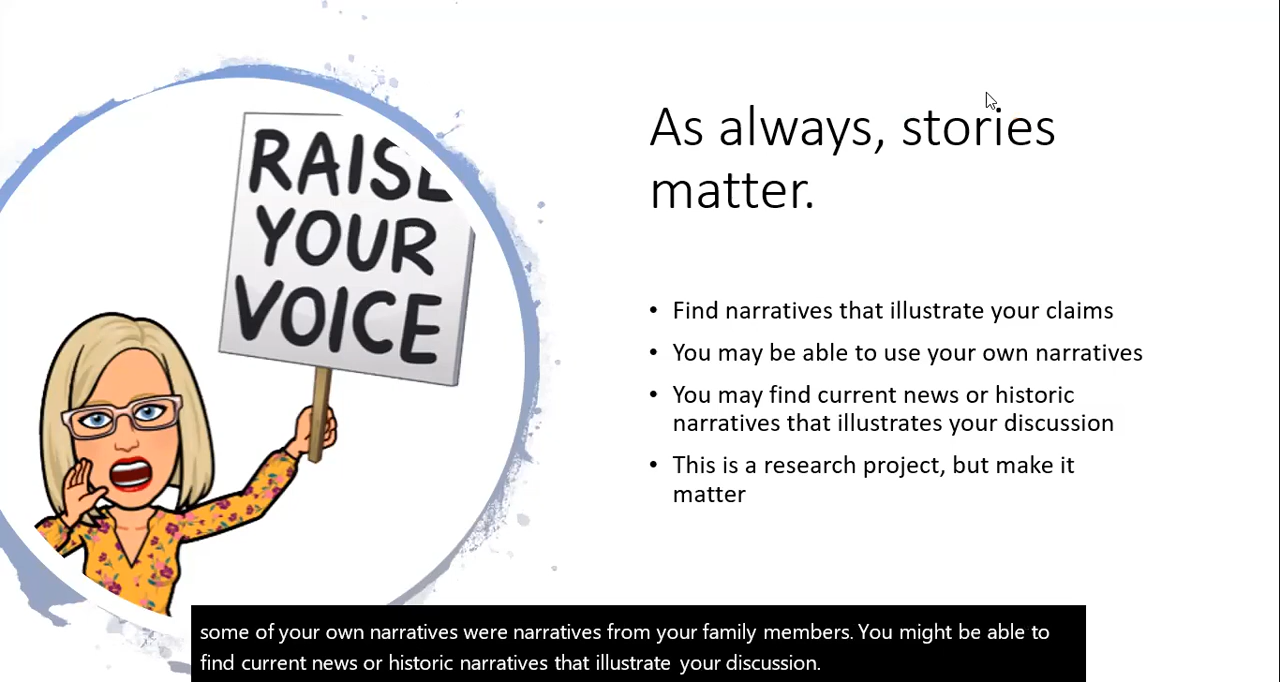 RAISE
YOUR
VOICE
As always, stories
matter.
• Find narratives that illustrate your claims
• You may be able to use your own narratives
• You may find current news or historic
narratives that illustrates your discussion
• This is a research project, but make it
matter
some of your own narratives were narratives from your family members. You might be able to
find current news or historic narratives that illustrate your discussion.